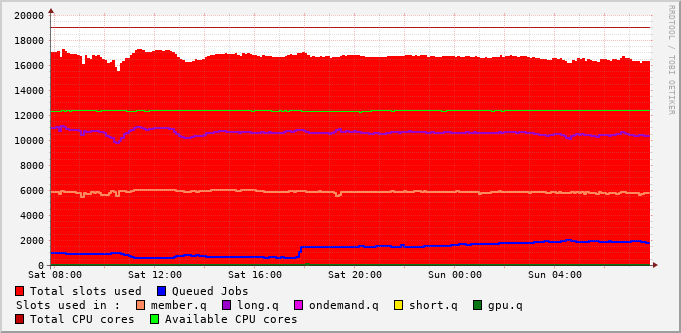 20000
18000
16000
14000
12000
10000
8000
6000
4000
2000
0
Sat 08:00 Sat 12:00 Sat 16:00 Sat 20:00 Sun 00:00 Sun 04:00
Total slots used Queued Jobs
Slots used in : member.q long.q ondemand.q short.q gpu.q
Total CPU cores Available CPU cores
RRDTOOL / TOBI OETIKER